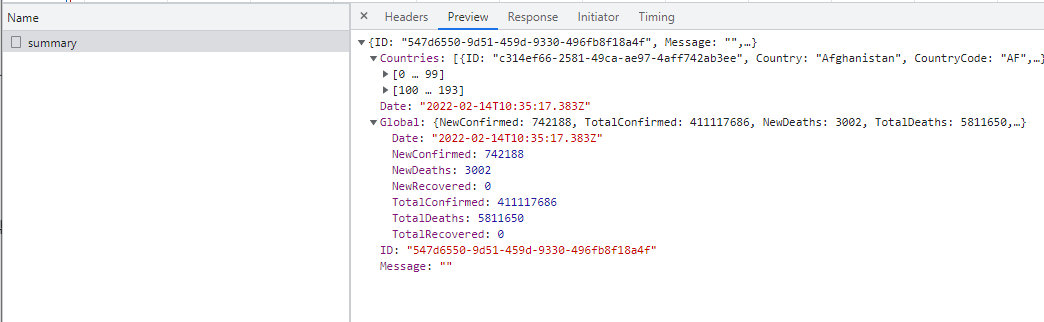 Name
summary
Headers Preview Response Initiator Timing
{ID: "547d6550-9d51-459d-9330-496fb8f18a4f", Message: "",…}
Countries: [{ID: "c314ef66-2581-49ca-ae97-4aff742ab3ee", Country: "Afghanistan", CountryCode: "AF",…}
[0 … 99]
[100 … 193]
Date: "2022-02-14T10:35:17.383Z"
Global: {NewConfirmed: 742188, TotalConfirmed: 411117686, NewDeaths: 3002, TotalDeaths: 5811650,…}
Date: "2022-02-14T10:35:17.383Z"
NewConfirmed: 742188
NewDeaths: 3002
NewRecovered: 0
TotalConfirmed: 411117686
TotalDeaths: 5811650
TotalRecovered: 0
ID: "547d6550-9d51-459d-9330-496fb8f18a4f"
Message: ""